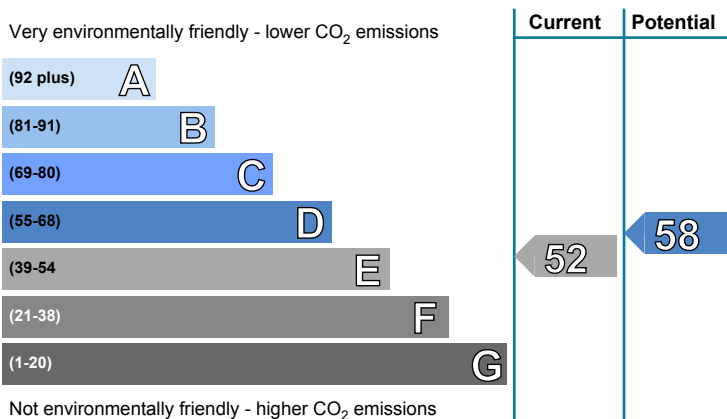 Very environmentally friendly - lower CO₂ emissions
Current
Potential
(92 plus) A
(81-91) B
(69-80) C
(55-68) D
(39-54 E
(21-38) F
(1-20) G
52
58
Not environmentally friendly - higher CO₂ emissions